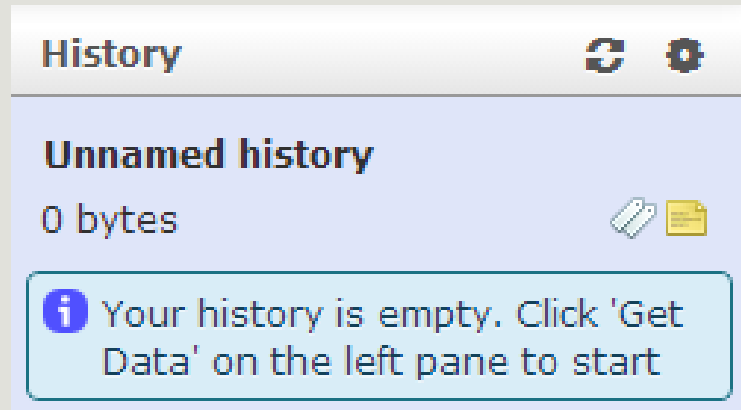 History
Unnamed history
0 bytes
Your history is empty. Click 'Get
Data' on the left pane to start